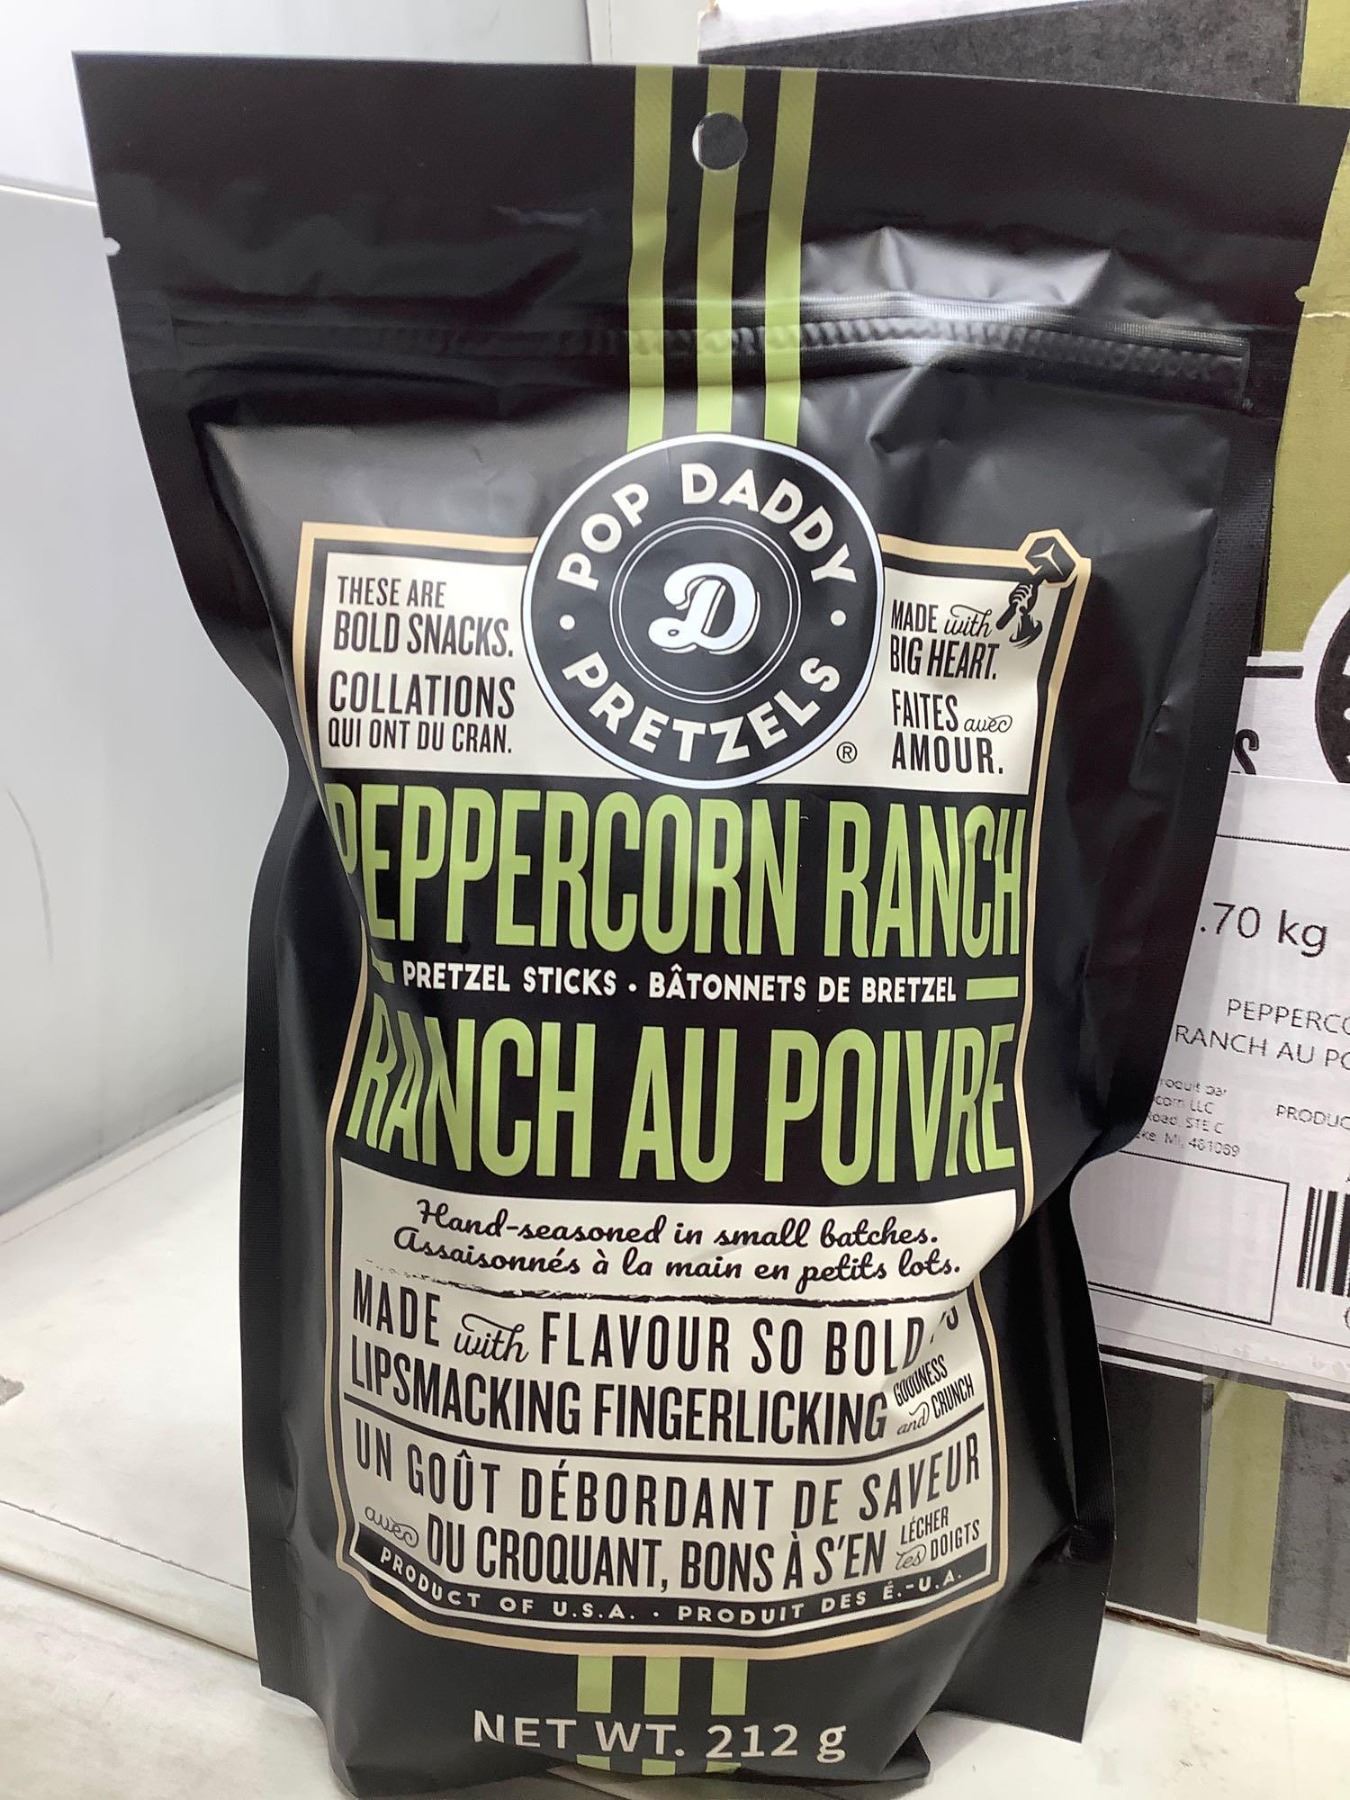 POP DADDY
D
PRETZELS
®
THESE ARE
BOLD SNACKS.
COLLATIONS
QUI ONT DU CRAN.
MADE with
BIG HEART.
FAITES avec
AMOUR.
PEPPERCORN RANCH
PRETZEL STICKS · BÂTONNETS DE BRETZEL
RANCH AU POIVRE
Hand-seasoned in small batches.
Assaisonnés à la main en petits lots.
MADE with FLAVOUR SO BOLD
LIPSMACKING FINGERLICKING GOODNESS and CRUNCH
UN GOÛT DÉBORDANT DE SAVEUR
avec DU CROQUANT, BONS À S'EN LÉCHER les DOIGTS
PRODUCT OF U.S.A. · PRODUIT DES É.-U.A.
NET WT. 212 g
S
.70 kg
PEPPERCO
RANCH AU PO
LLC
STE C
MI,
PRODUC